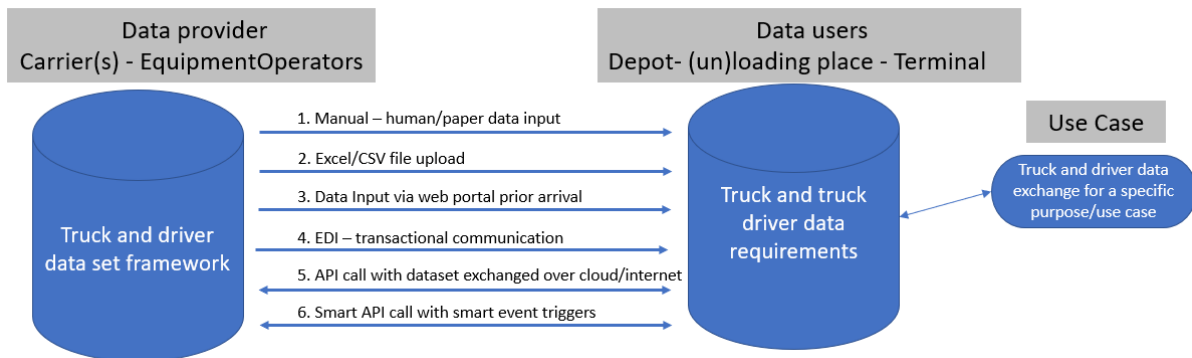 Data provider
Carrier(s) - EquipmentOperators
Data users
Depot- (un)loading place - Terminal
Use Case
1. Manual – human/paper data input
2. Excel/CSV file upload
3. Data Input via web portal prior arrival
4. EDI – transactional communication
5. API call with dataset exchanged over cloud/internet
6. Smart API call with smart event triggers
Truck and driver
data set framework
Truck and truck
driver data
requirements
Truck and driver data
exchange for a specific
purpose/use case